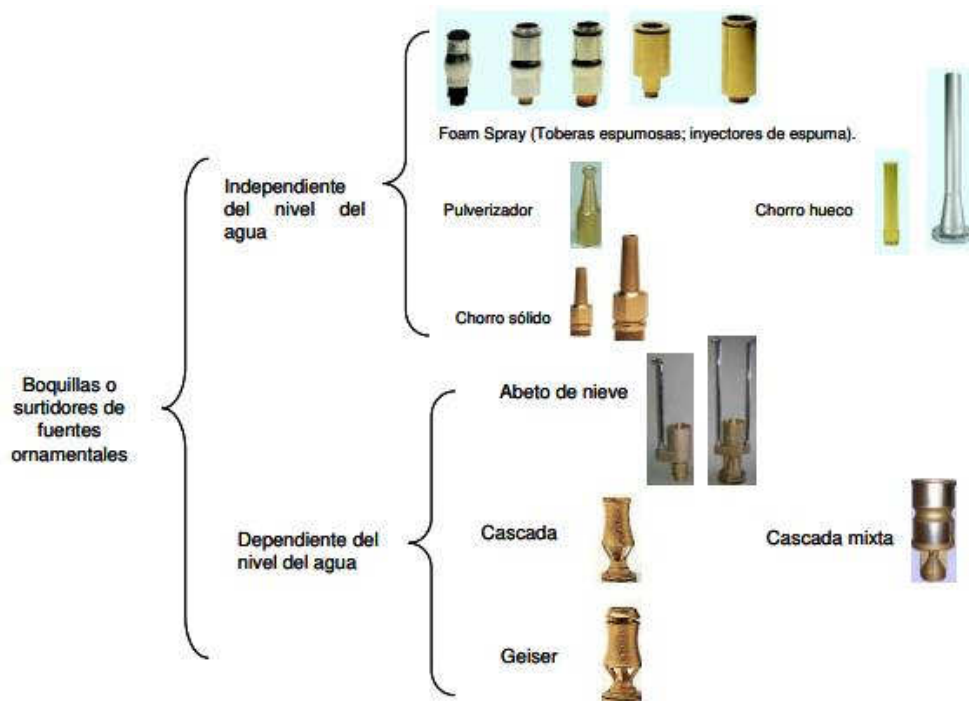 Foam Spray (Toberas espumosas; inyectores de espuma).
Independiente
del nivel del
agua
Pulverizador
Chorro hueco
Chorro sólido
Boquillas o
surtidores de
fuentes
ornamentales
Abeto de nieve
Dependiente del
nivel del agua
Cascada
Cascada mixta
Geiser